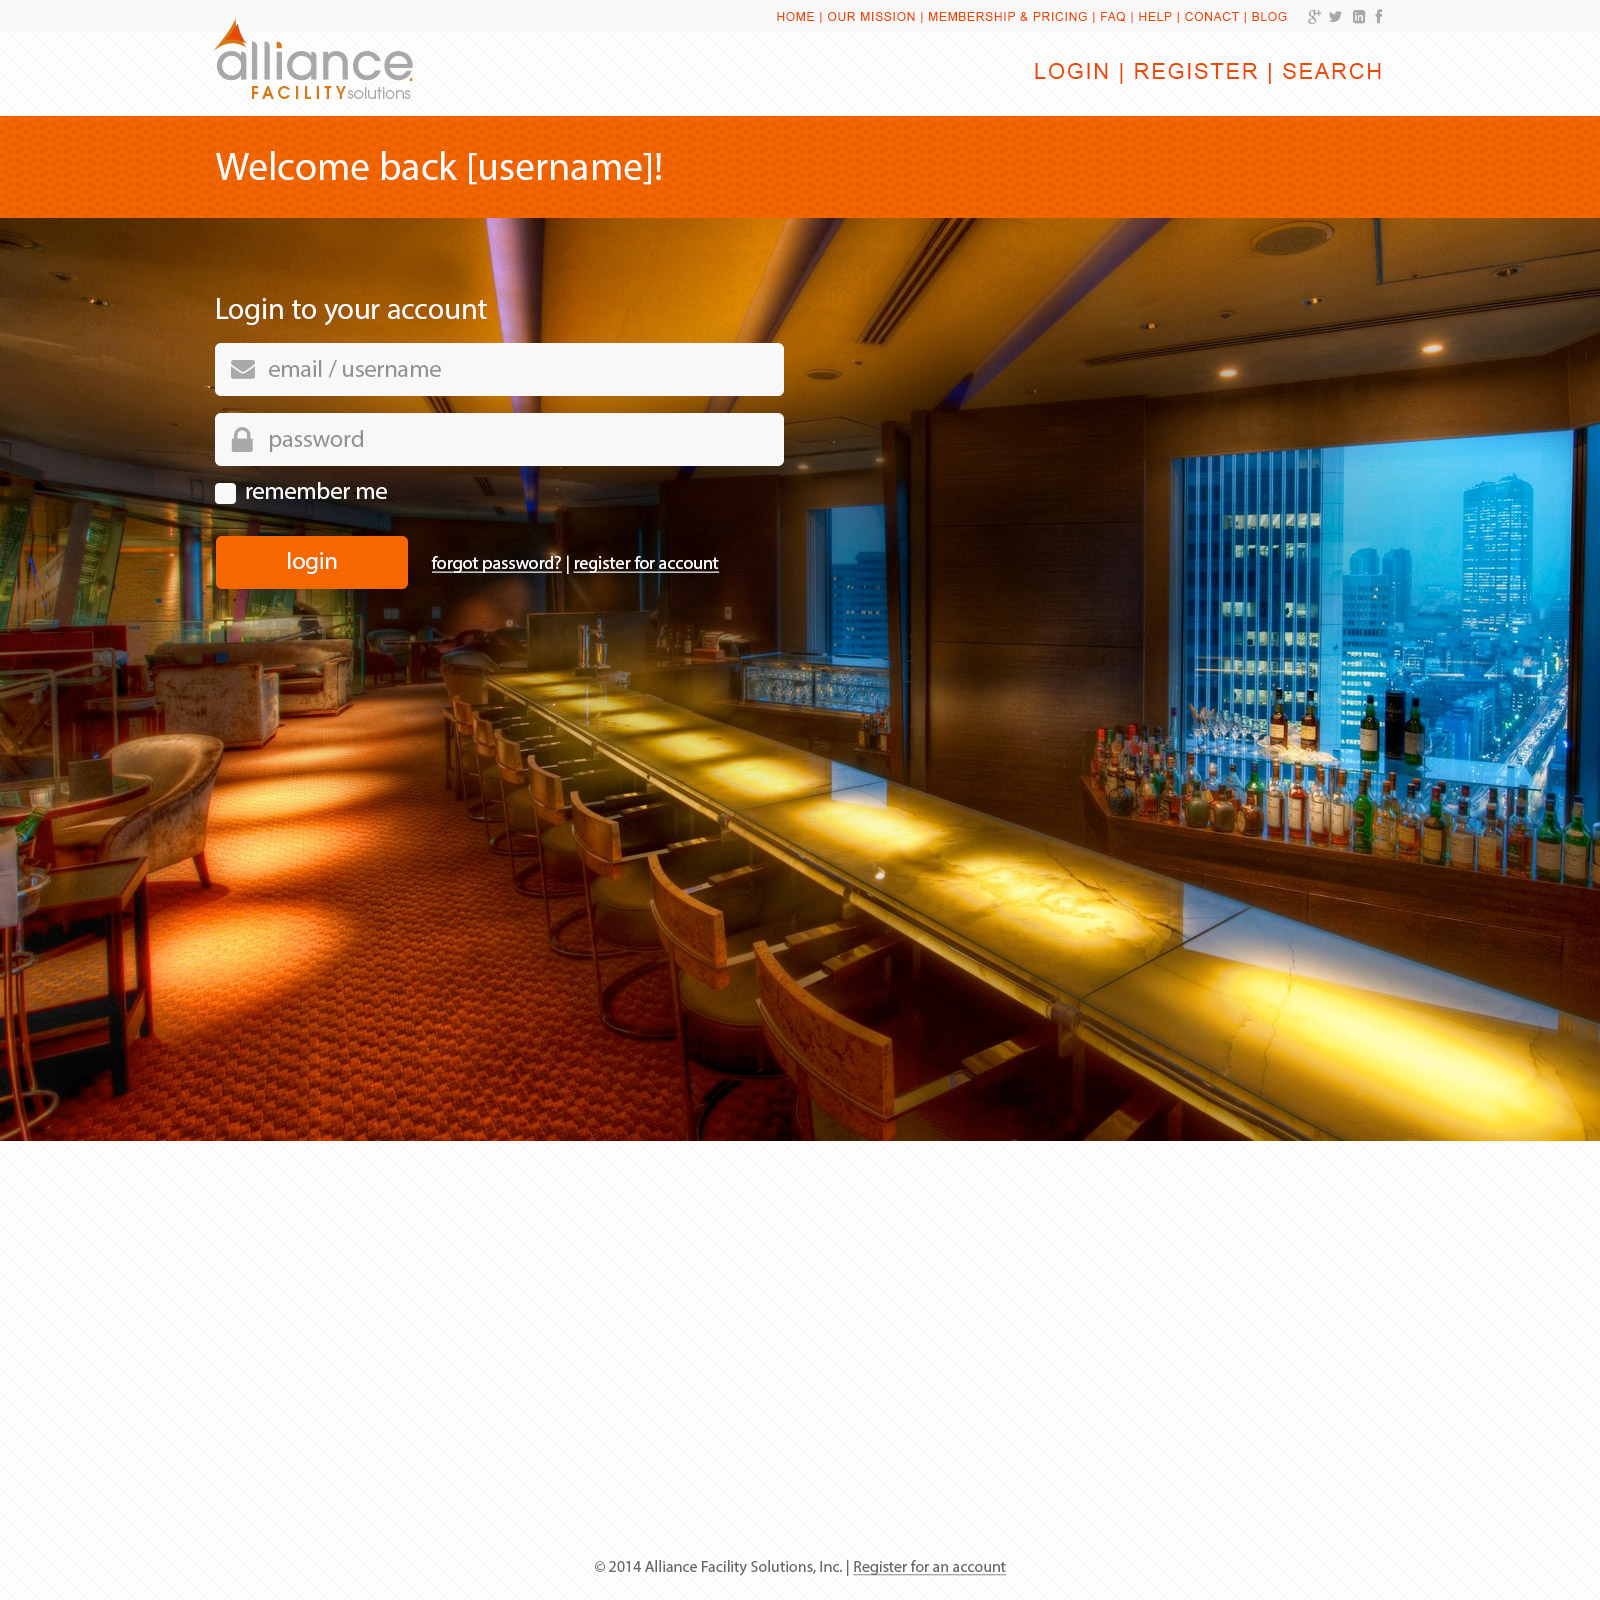 HOME | OUR MISSION | MEMBERSHIP & PRICING | FAQ | HELP | CONACT | BLOG
alliance
FACILITYsolutions
LOGIN | REGISTER | SEARCH
Welcome back [username]!
Login to your account
email / username
password
remember me
login
forgot password? | register for account
© 2014 Alliance Facility Solutions, Inc. | Register for an account